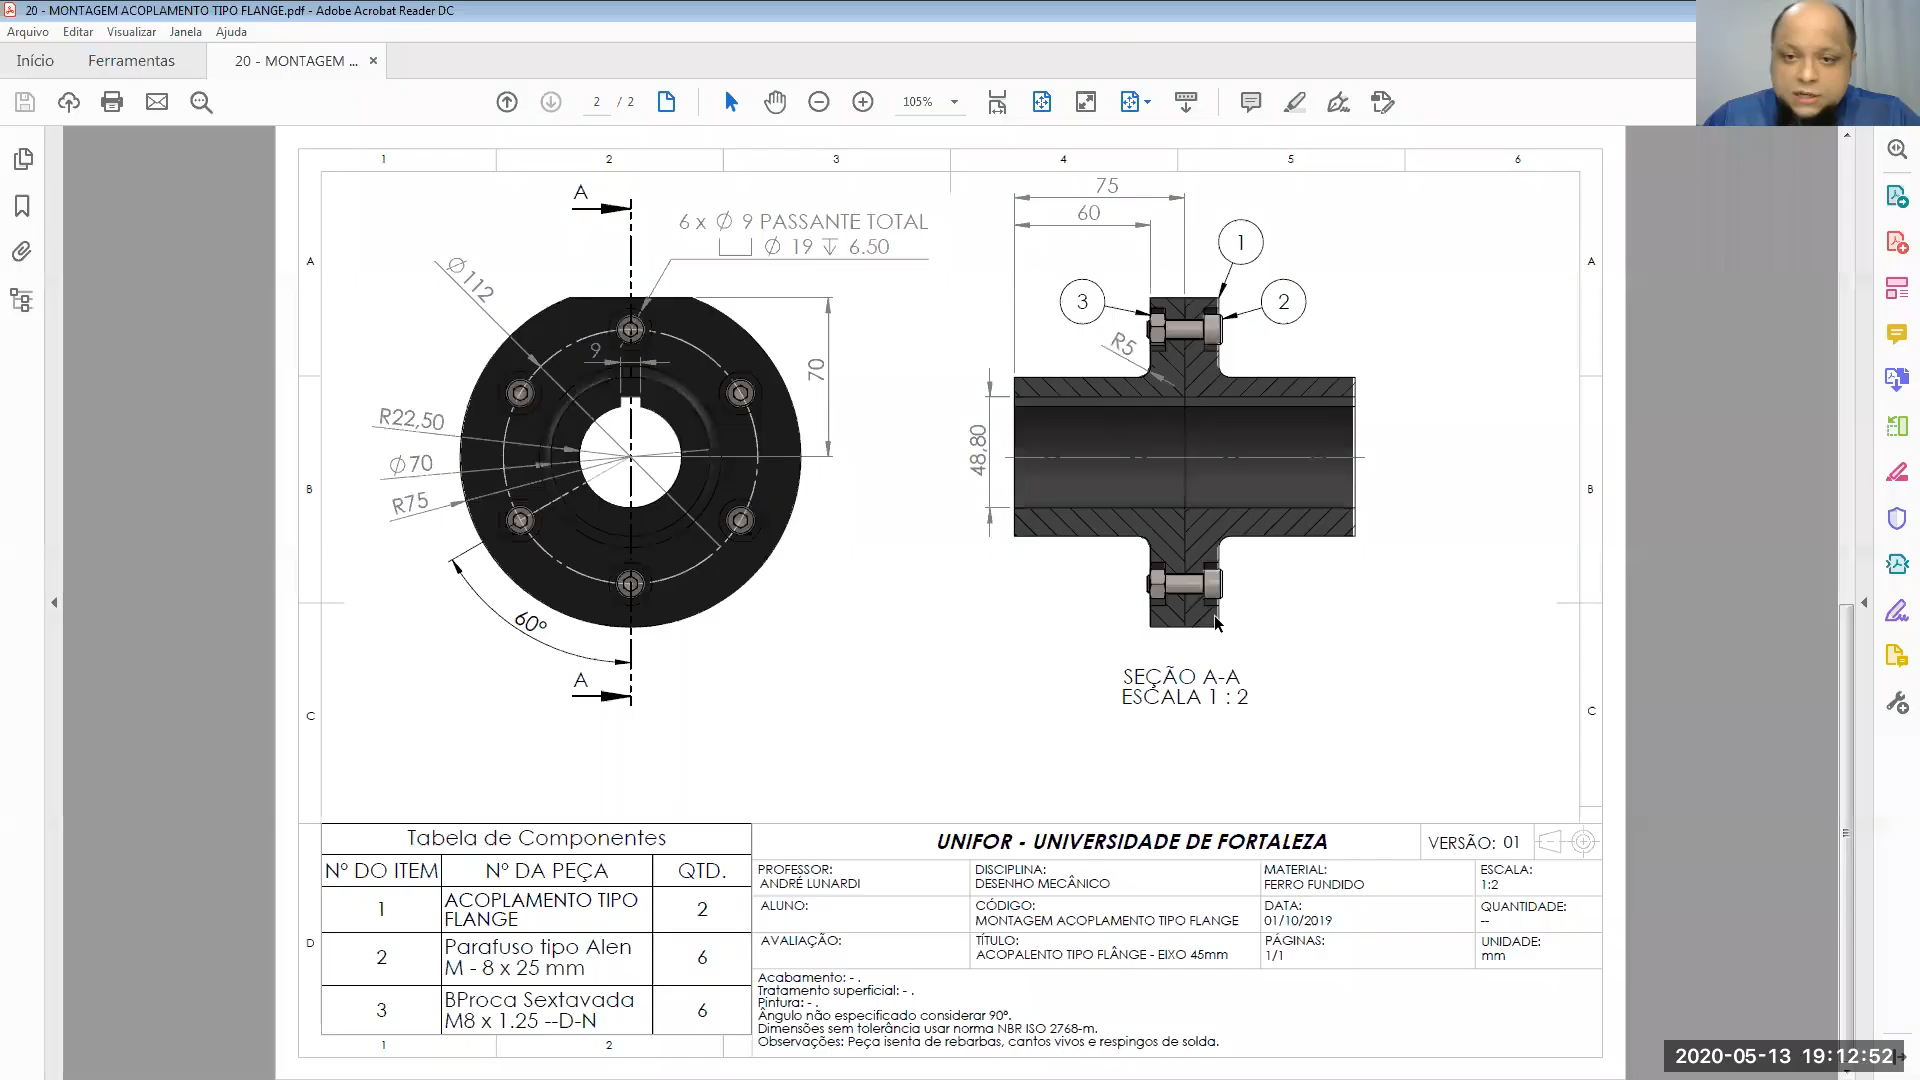 20 - MONTAGEM ACOPLAMENTO TIPO FLANGE.pdf - Adobe Acrobat Reader DC
Arquivo Editar Visualizar Janela Ajuda
Início Ferramentas 20 - MONTAGEM ... ×
2 / 2 105%
1 2 3 4 5 6
A B C D
A B C
A
6 x ∅ 9 PASSANTE TOTAL
⌴ ∅ 19 ↧ 6.50
∅112
9
70
R22,50
∅70
R75
60°
A
75
60
1
3
2
R5
48,80
SEÇÃO A-A
ESCALA 1 : 2
Tabela de Componentes
Nº DO ITEM Nº DA PEÇA QTD.
1 ACOPLAMENTO TIPO FLANGE 2
2 Parafuso tipo Alen M - 8 x 25 mm 6
3 BProca Sextavada M8 x 1.25 --D-N 6
1 2
UNIFOR - UNIVERSIDADE DE FORTALEZA VERSÃO: 01
PROFESSOR: ANDRÉ LUNARDI
DISCIPLINA: DESENHO MECÂNICO
MATERIAL: FERRO FUNDIDO
ESCALA: 1:2
ALUNO:
CÓDIGO: MONTAGEM ACOPLAMENTO TIPO FLANGE
DATA: 01/10/2019
QUANTIDADE: --
AVALIAÇÃO:
TÍTULO: ACOPALENTO TIPO FLÂNGE - EIXO 45mm
PÁGINAS: 1/1
UNIDADE: mm
Acabamento: - .
Tratamento superficial: - .
Pintura: - .
Ângulo não especificado considerar 90º.
Dimensões sem tolerância usar norma NBR ISO 2768-m.
Observações: Peça isenta de rebarbas, cantos vivos e respingos de solda.
2020-05-13 19:12:52